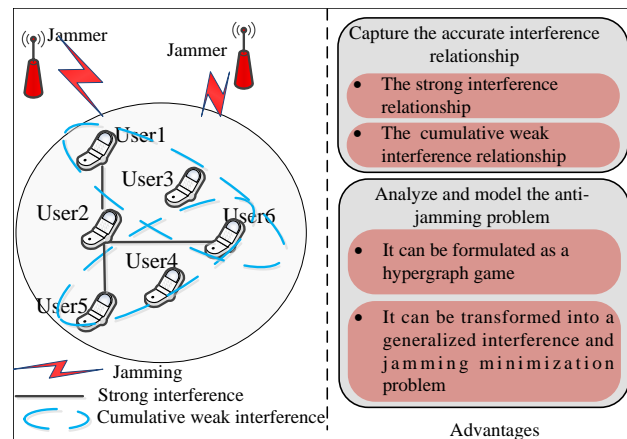 Jammer
Jammer
User1
User3
User2
User6
User4
User5
Jamming
Strong interference
Cumulative weak interference
Capture the accurate interference
relationship
• The strong interference
relationship
• The cumulative weak
interference relationship
Analyze and model the anti-
jamming problem
• It can be formulated as a
hypergraph game
• It can be transformed into a
generalized interference and
jamming minimization
problem
Advantages